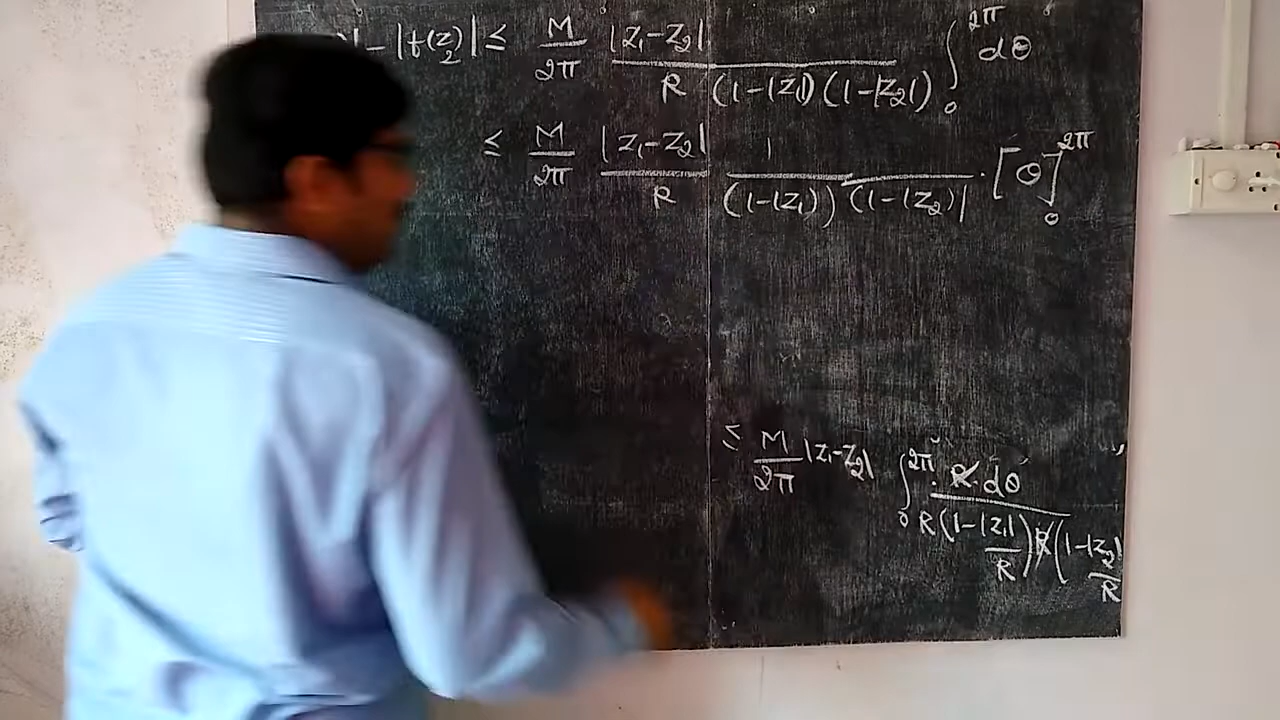 | - |f(z₂)| ≤ M/2π |z₁-z₂|/R(1-|z₁|)(1-|z₂|) ∫₀^2π dθ
≤ M/2π |z₁-z₂|/R 1/(1-|z₁|)(1-|z₂)| · [θ]₀^2π
≤ M/2π |z₁-z₂| ∫₀^2π R·dθ/R(1-|z₁|/R)R(1-|z₂|/R